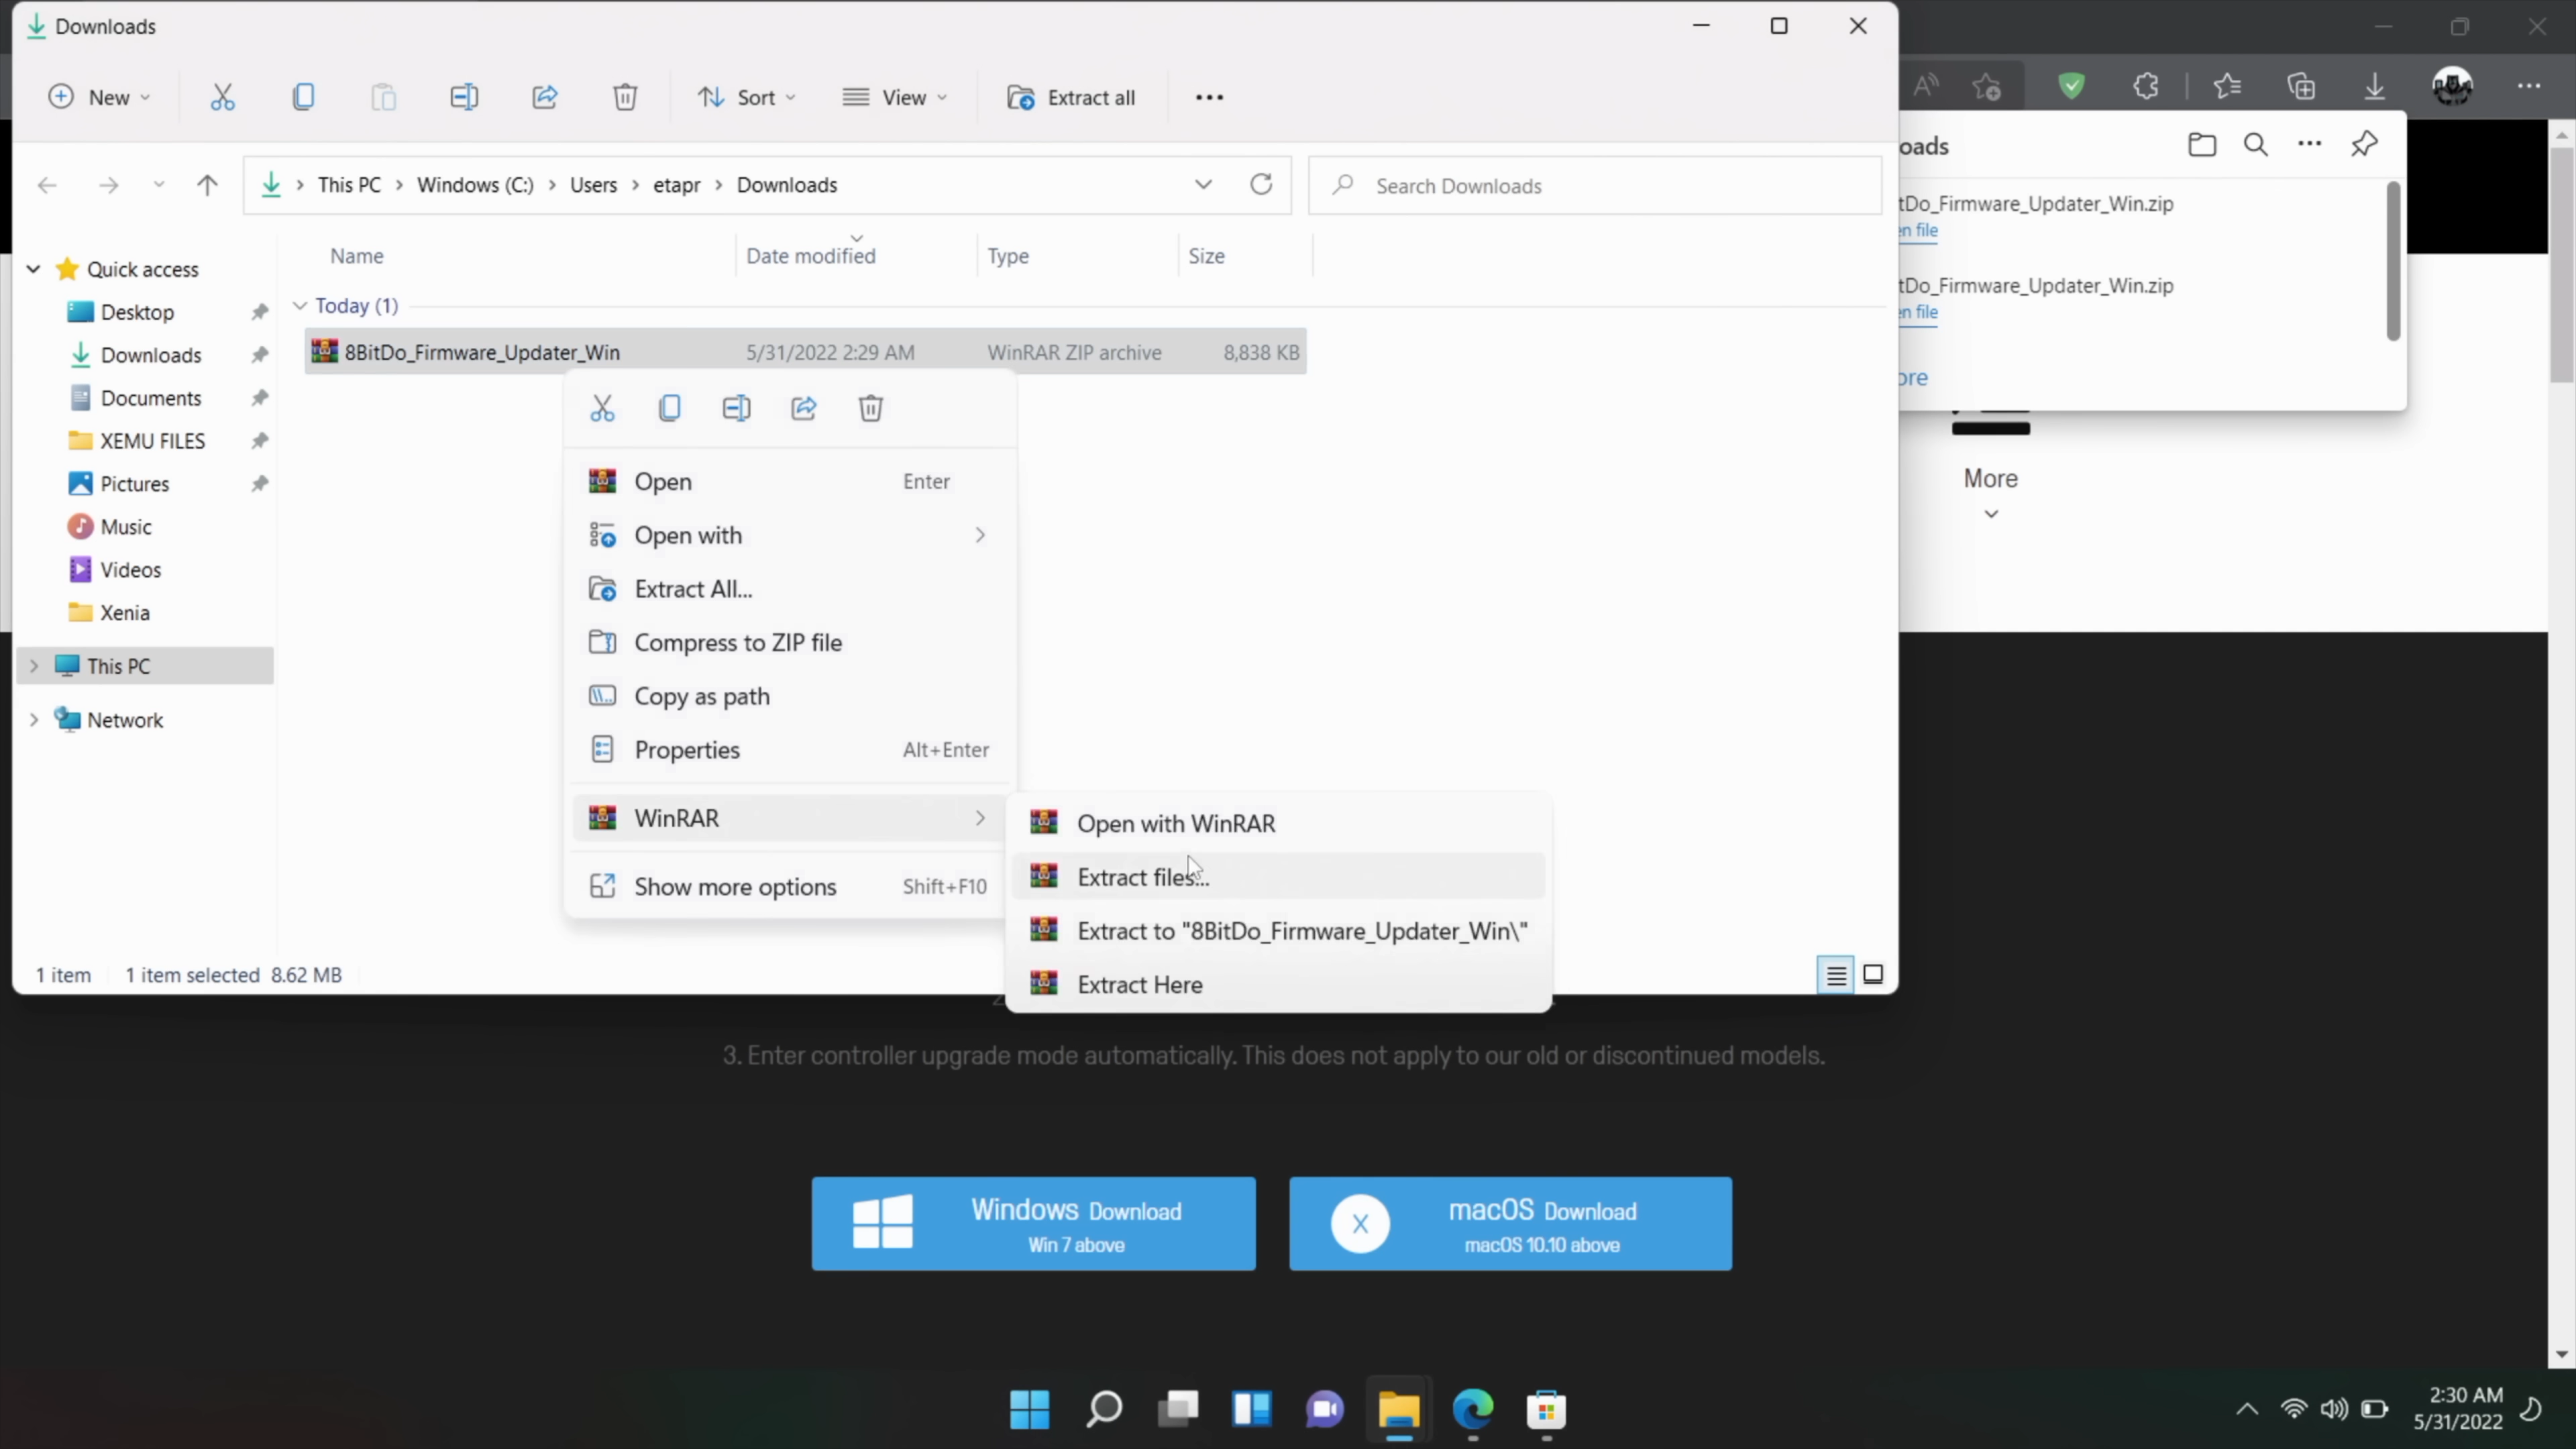 Downloads
New
Sort
View
Extract all
This PC
Windows (C:)
Users
etapr
Downloads
Search Downloads
Name
Date modified
Type
Size
Quick access
Desktop
Downloads
Documents
XEMU FILES
Pictures
Music
Videos
Xenia
This PC
Network
Today (1)
8BitDo_Firmware_Updater_Win
5/31/2022 2:29 AM
WinRAR ZIP archive
8,838 KB
Open Enter
Open with
Extract All...
Compress to ZIP file
Copy as path
Properties Alt+Enter
WinRAR
Show more options Shift+F10
Open with WinRAR
Extract files...
Extract to "8BitDo_Firmware_Updater_Win\"
Extract Here
1 item
1 item selected 8.62 MB
oads
tDo_Firmware_Updater_Win.zip
en file
tDo_Firmware_Updater_Win.zip
en file
ore
More
3. Enter controller upgrade mode automatically. This does not apply to our old or discontinued models.
Windows Download
Win 7 above
X
macOS Download
macOS 10.10 above
2:30 AM
5/31/2022